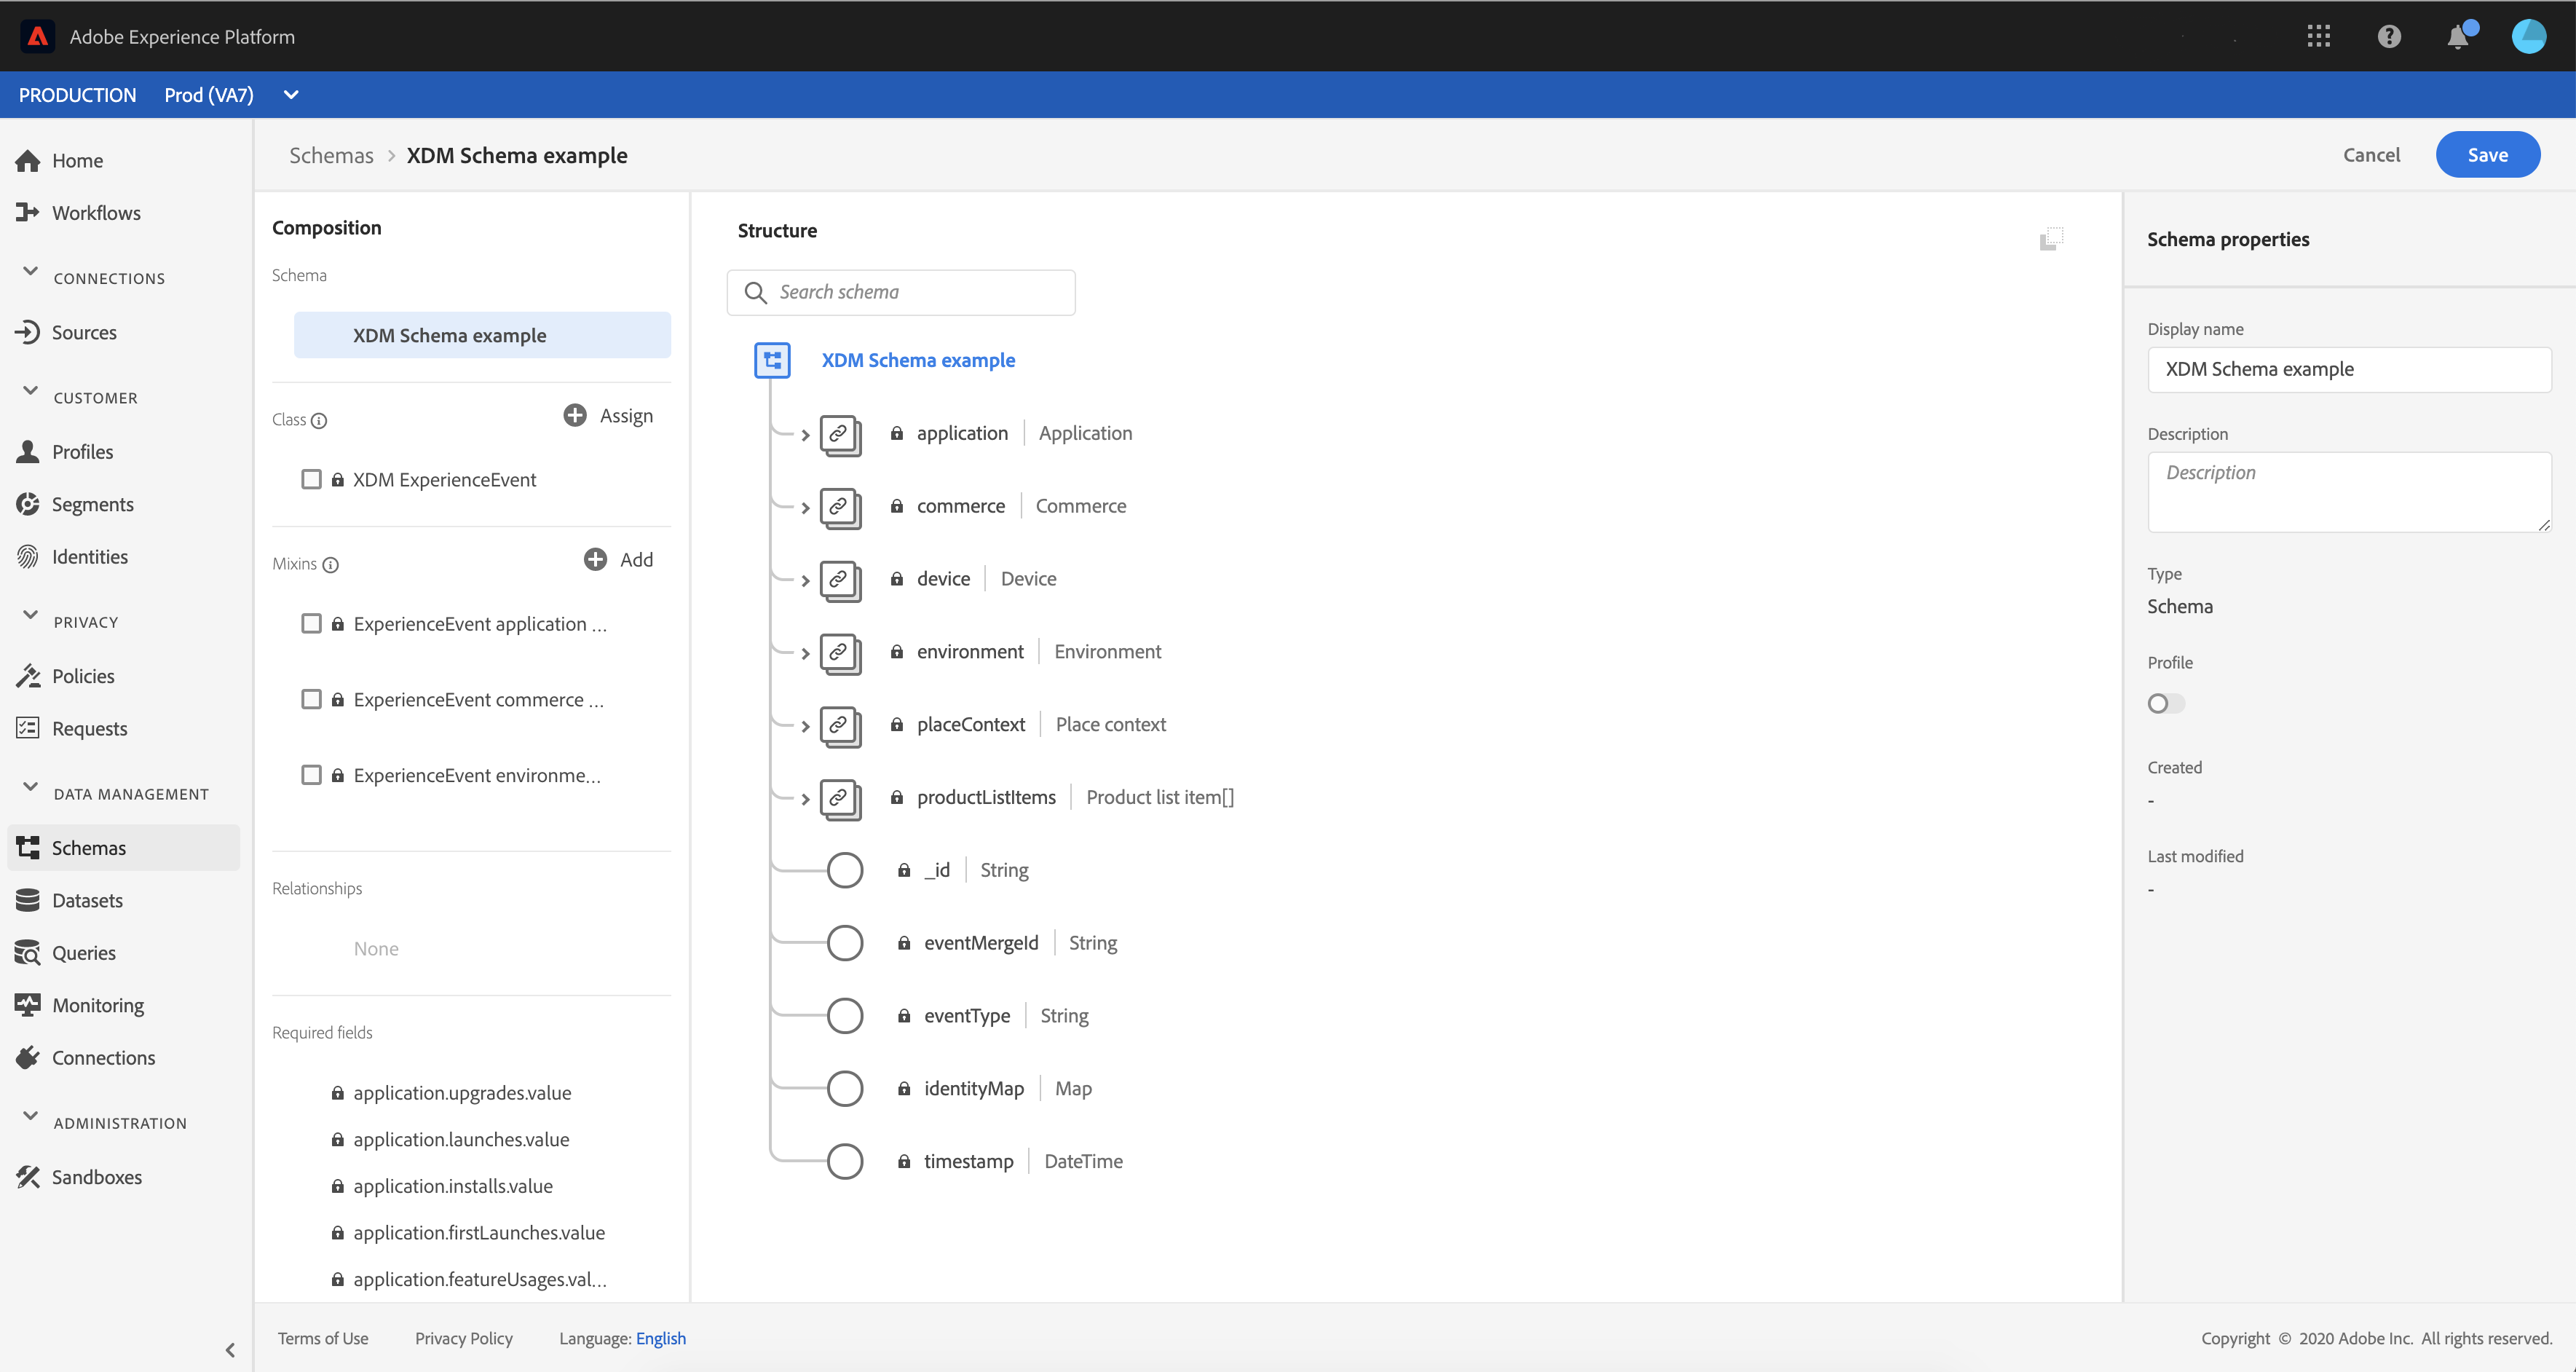 Adobe Experience Platform
PRODUCTION Prod (VA7)
Home
Workflows
CONNECTIONS
Sources
CUSTOMER
Profiles
Segments
Identities
PRIVACY
Policies
Requests
DATA MANAGEMENT
Schemas
Datasets
Queries
Monitoring
Connections
ADMINISTRATION
Sandboxes
Schemas > XDM Schema example
Cancel
Save
Composition
Schema
XDM Schema example
Class
Assign
XDM ExperienceEvent
Mixins
Add
ExperienceEvent application ...
ExperienceEvent commerce ...
ExperienceEvent environme...
Relationships
None
Required fields
application.upgrades.value
application.launches.value
application.installs.value
application.firstLaunches.value
application.featureUsages.val...
Structure
Search schema
XDM Schema example
application | Application
commerce | Commerce
device | Device
environment | Environment
placeContext | Place context
productListItems | Product list item[]
_id | String
eventMergeId | String
eventType | String
identityMap | Map
timestamp | DateTime
Schema properties
Display name
XDM Schema example
Description
Description
Type
Schema
Profile
Created
-
Last modified
-
Terms of Use Privacy Policy Language: English
Copyright © 2020 Adobe Inc. All rights reserved.